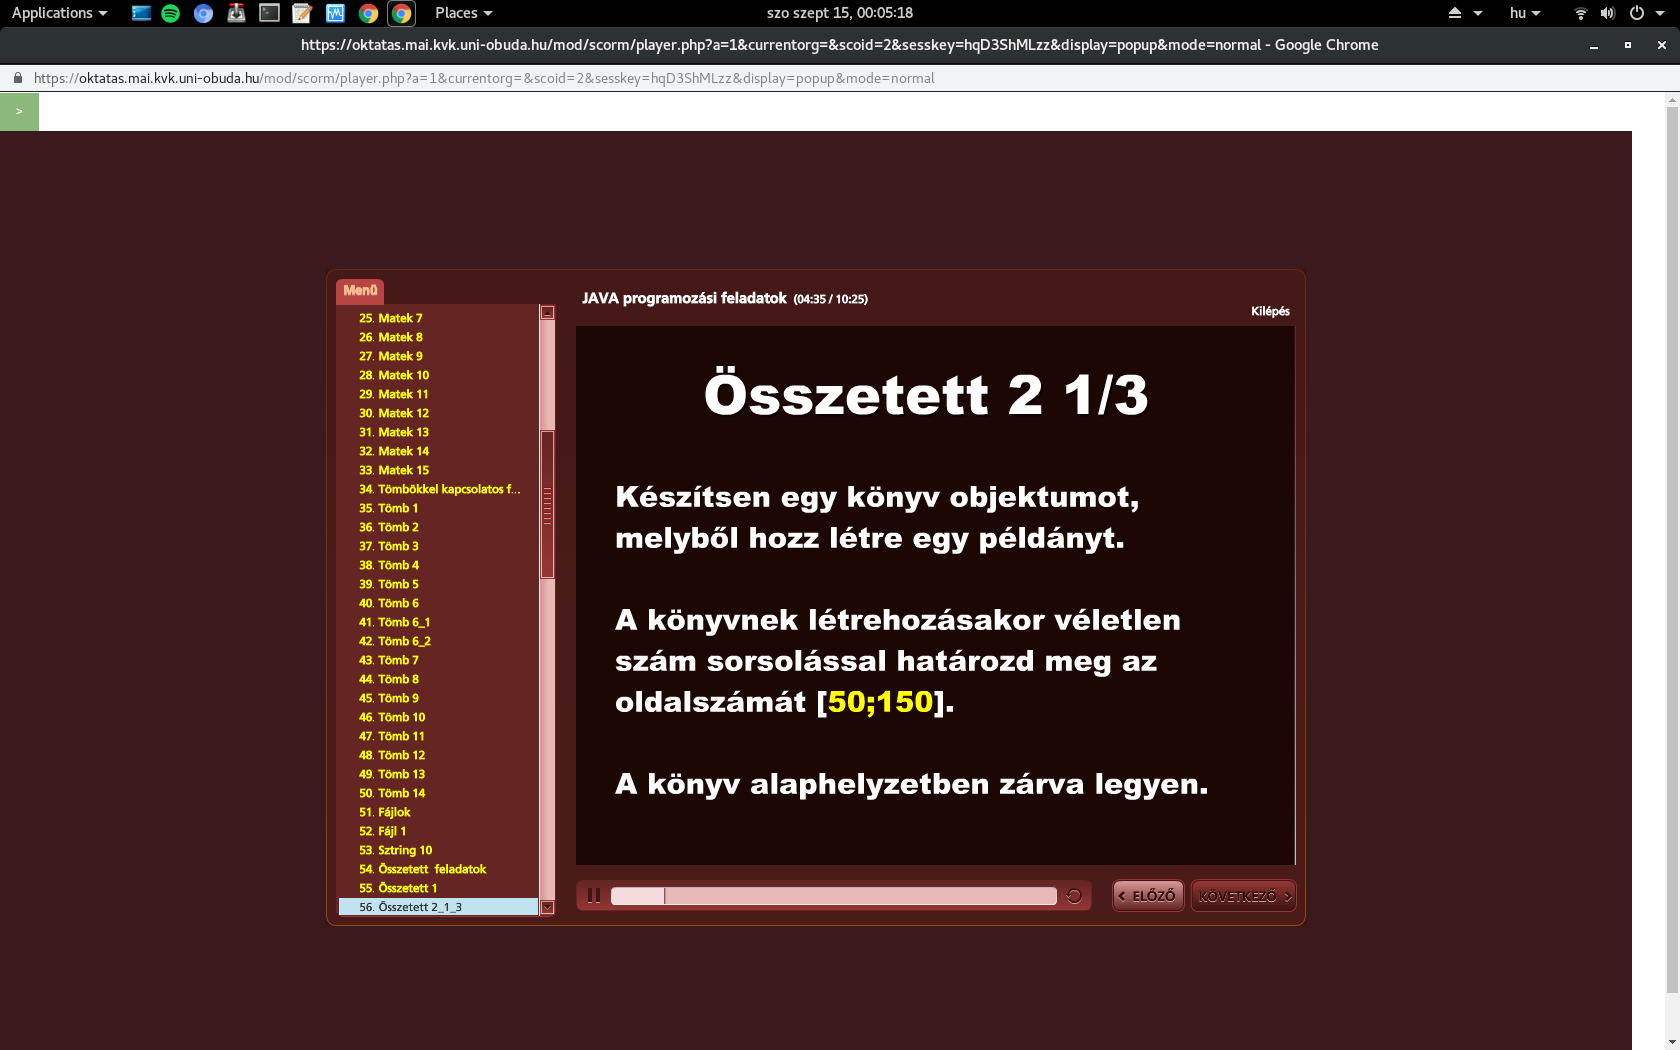 Applications
Places
szo szept 15, 00:05:18
hu
https://oktatas.mai.kvk.uni-obuda.hu/mod/scorm/player.php?a=1&currentorg=&scoid=2&sesskey=hqD3ShMLzz&display=popup&mode=normal - Google Chrome
https://oktatas.mai.kvk.uni-obuda.hu/mod/scorm/player.php?a=1&currentorg=&scoid=2&sesskey=hqD3ShMLzz&display=popup&mode=normal
>
Menü
25. Matek 7
26. Matek 8
27. Matek 9
28. Matek 10
29. Matek 11
30. Matek 12
31. Matek 13
32. Matek 14
33. Matek 15
34. Tömbökkel kapcsolatos f...
35. Tömb 1
36. Tömb 2
37. Tömb 3
38. Tömb 4
39. Tömb 5
40. Tömb 6
41. Tömb 6_1
42. Tömb 6_2
43. Tömb 7
44. Tömb 8
45. Tömb 9
46. Tömb 10
47. Tömb 11
48. Tömb 12
49. Tömb 13
50. Tömb 14
51. Fájlok
52. Fájl 1
53. Sztring 10
54. Összetett feladatok
55. Összetett 1
56. Összetett 2_1_3
JAVA programozási feladatok (04:35 / 10:25)
Kilépés
Összetett 2 1/3
Készítsen egy könyv objektumot,
melyből hozz létre egy példányt.
A könyvnek létrehozásakor véletlen
szám sorsolással határozd meg az
oldalszámát [50;150].
A könyv alaphelyzetben zárva legyen.
< ELŐZŐ
KÖVETKEZŐ >